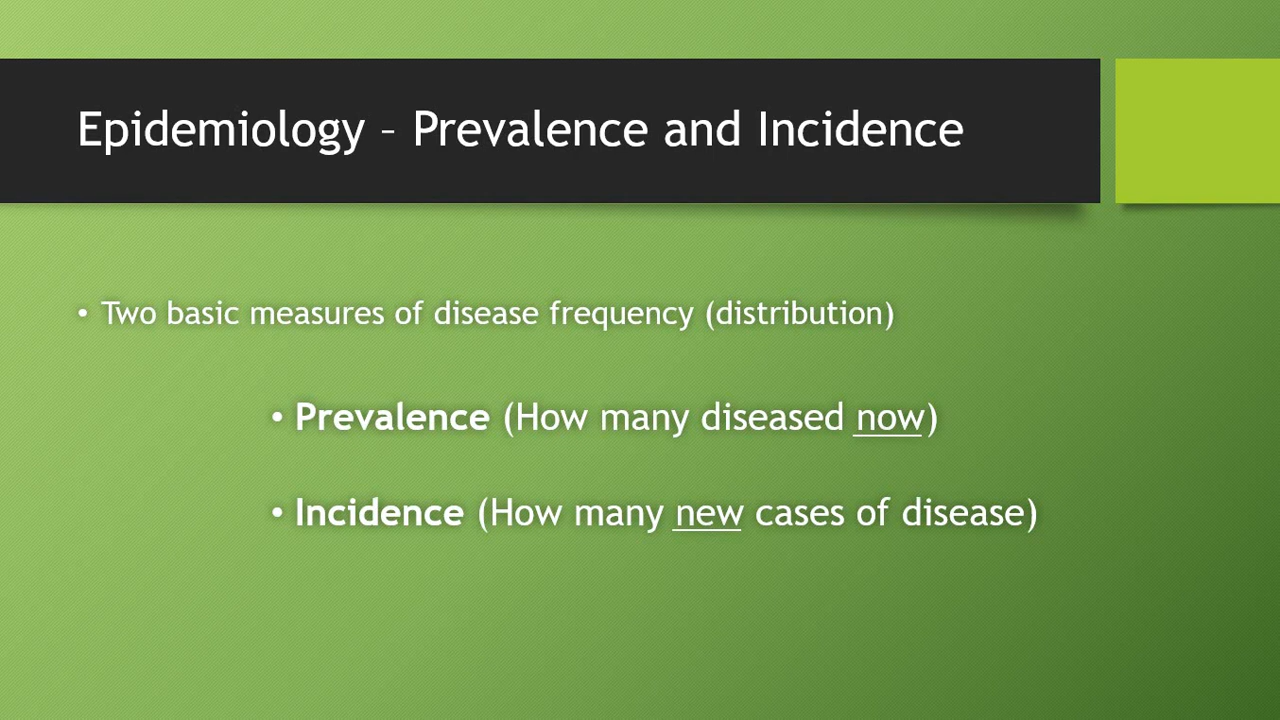 Epidemiology – Prevalence and Incidence
• Two basic measures of disease frequency (distribution)
• Prevalence (How many diseased now)
• Incidence (How many new cases of disease)